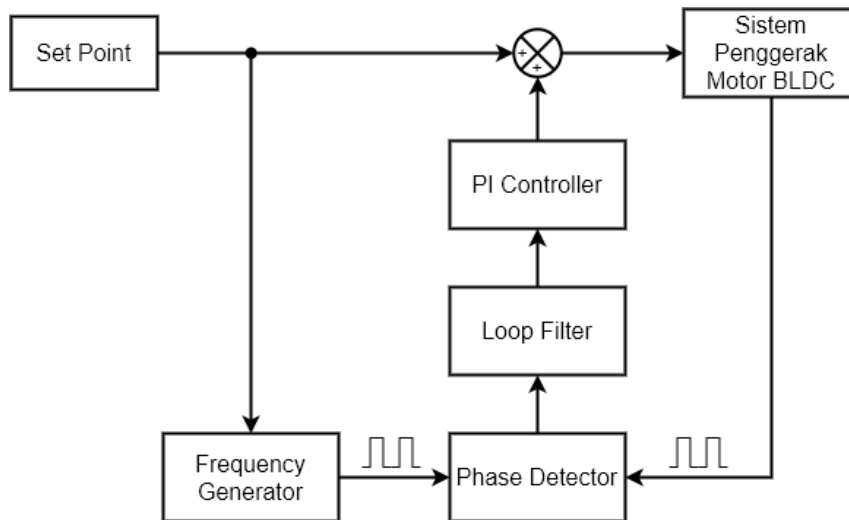 Set Point
+
+
Sistem
Penggerak
Motor BLDC
PI Controller
Loop Filter
Frequency
Generator
Phase Detector